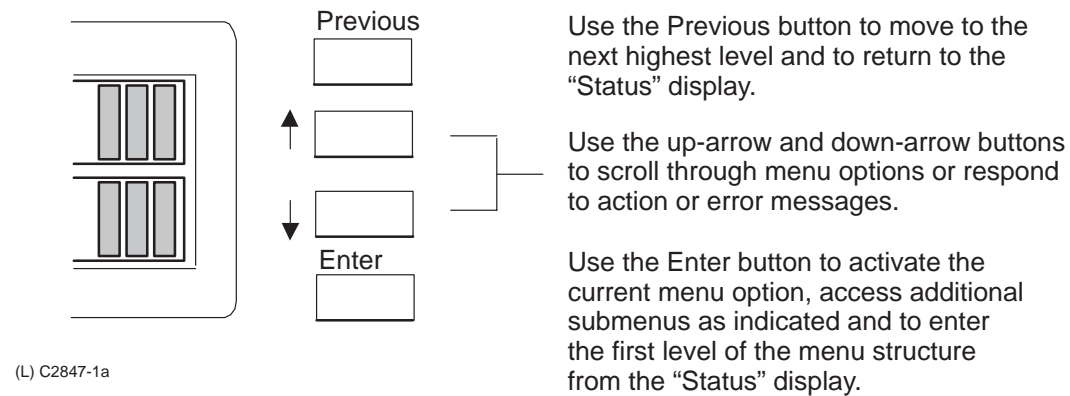 Previous
Use the Previous button to move to the
next highest level and to return to the
“Status” display.
Use the up-arrow and down-arrow buttons
to scroll through menu options or respond
to action or error messages.
Enter
Use the Enter button to activate the
current menu option, access additional
submenus as indicated and to enter
the first level of the menu structure
from the “Status” display.
(L) C2847-1a